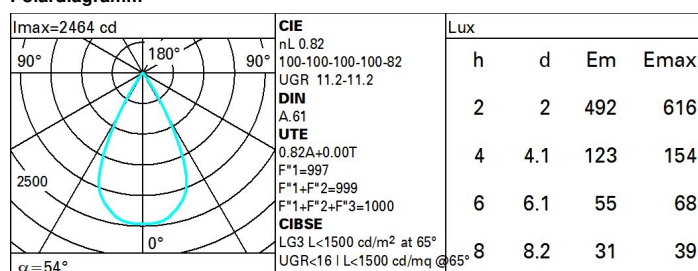 Imax=2464 cd
90° 180° 90°
2500
0°
α=54°
CIE
nL 0.82
100-100-100-100-82
UGR 11.2-11.2
DIN
A.61
UTE
0.82A+0.00T
F"1=997
F"1+F"2=999
F"1+F"2+F"3=1000
CIBSE
LG3 L<1500 cd/m² at 65°
UGR<16 | L<1500 cd/mq @65°
Lux
h d Em Emax
2 2 492 616
4 4.1 123 154
6 6.1 55 68
8 8.2 31 39